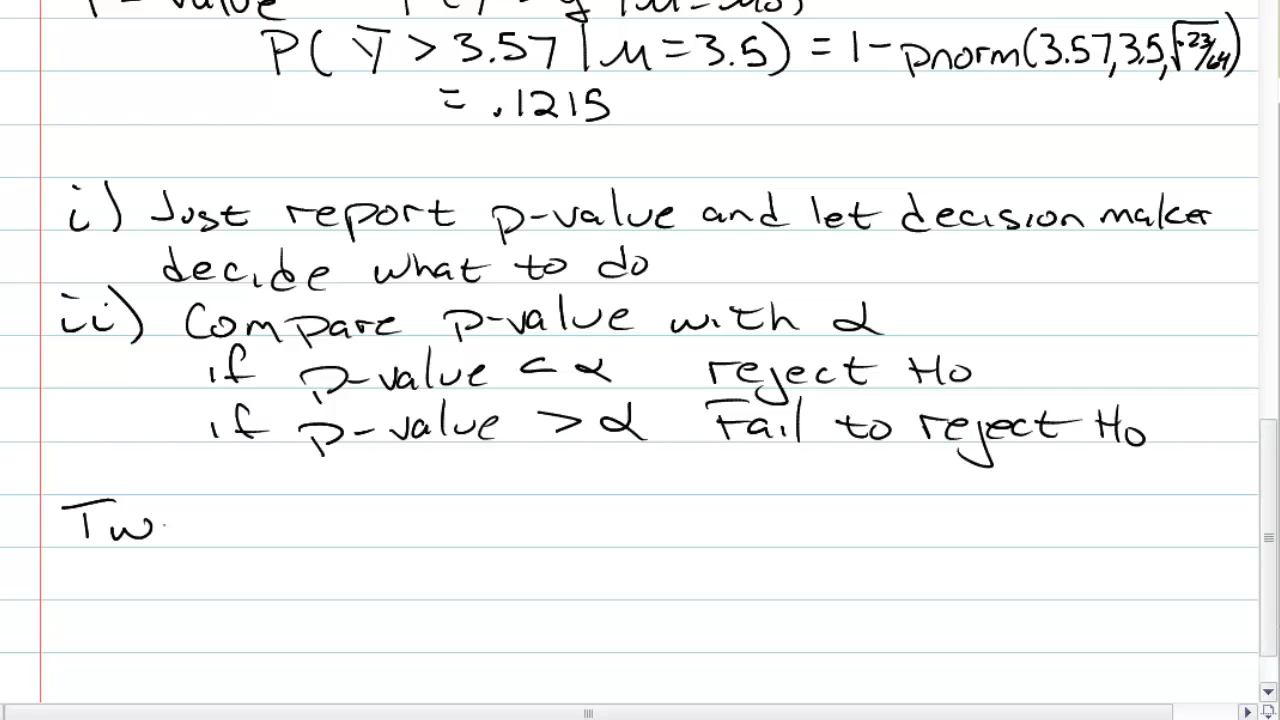 P-value
P( Y̅ > 3.57 | μ = 3.5) = 1 - pnorm(3.57, 3.5, √.23/64)
= .1215
i) Just report p-value and let decision maker
decide what to do
ii) Compare p-value with α
if p-value < α reject Ho
if p-value > α Fail to reject Ho
Tw